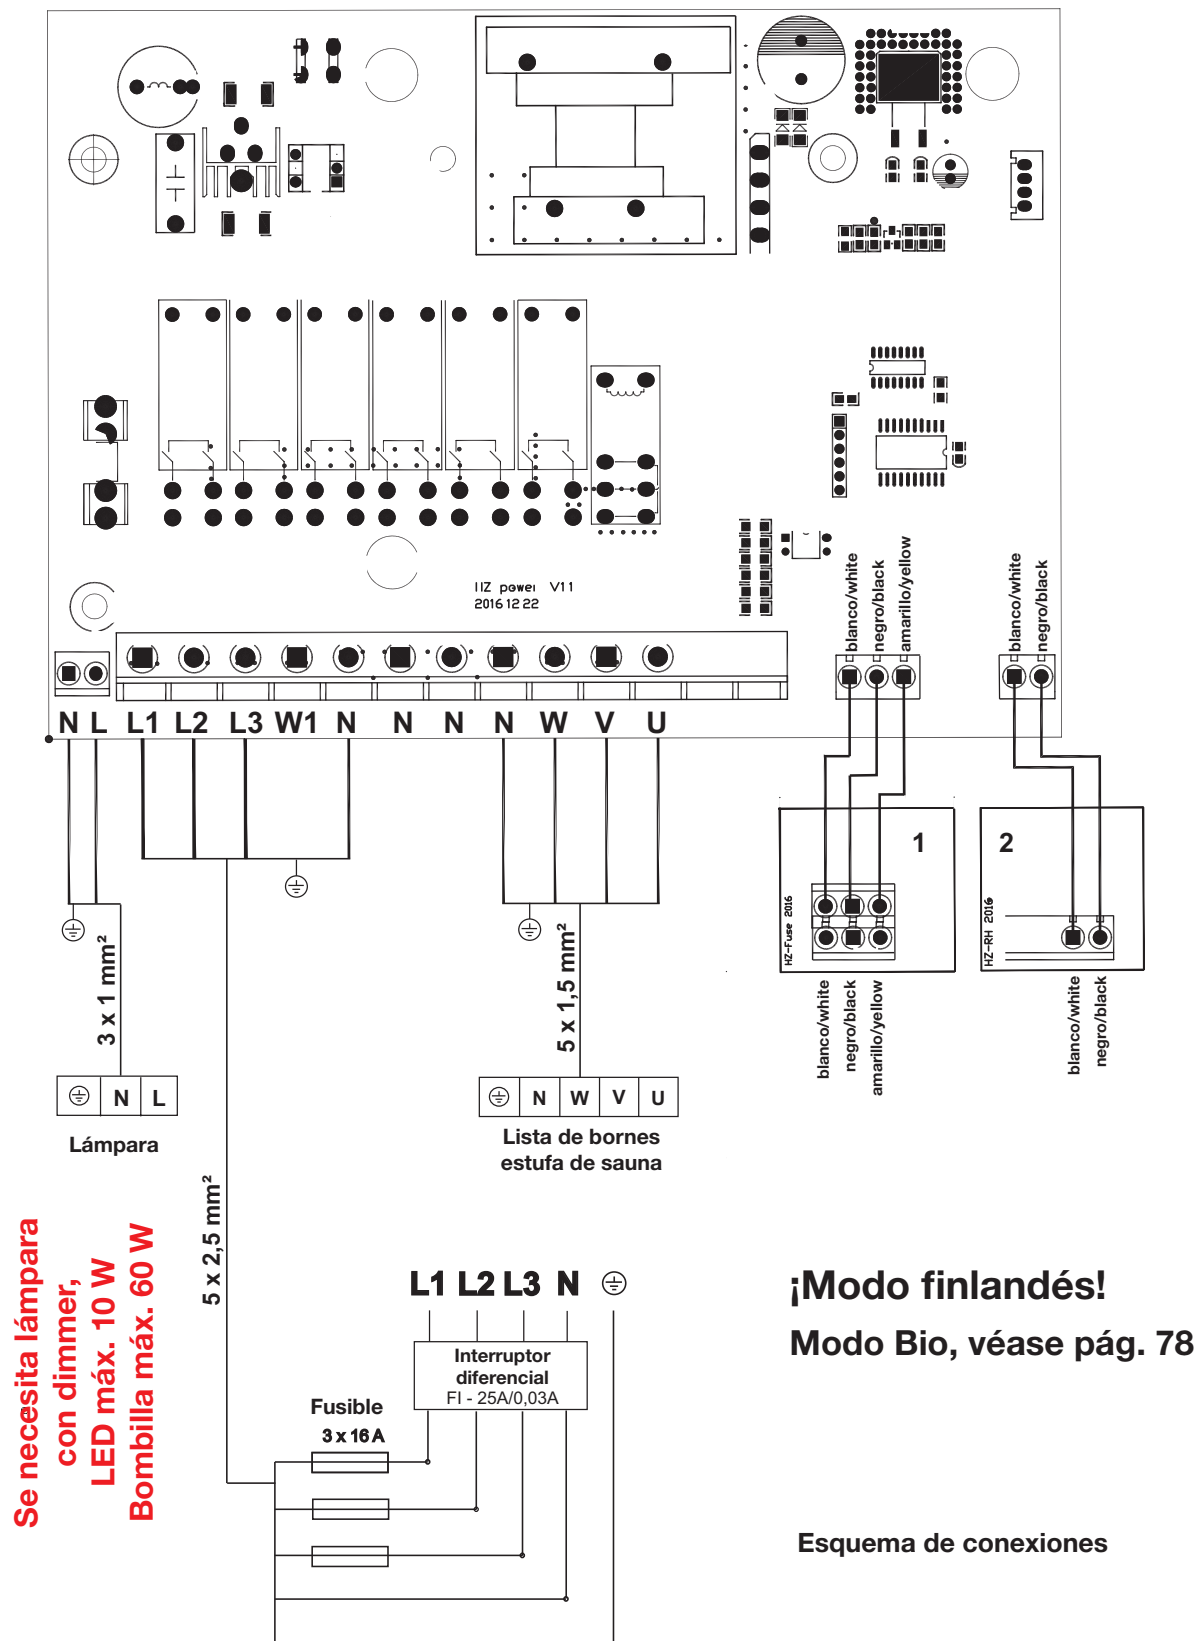 HZ power V1 1
2016 12 22
blanco/white
negro/black
amarillo/yellow
blanco/white
negro/black
N L L1 L2 L3 W1 N N N N W V U
1
2
HZ-Fuse 2016
HZ-RH 2016
blanco/white
negro/black
amarillo/yellow
blanco/white
negro/black
3 x 1 mm²
5 x 1,5 mm²
N L
Lámpara
N W V U
Lista de bornes
estufa de sauna
5 x 2,5 mm²
Se necesita lámpara
con dimmer,
LED máx. 10 W
Bombilla máx. 60 W
L1 L2 L3 N
Interruptor
diferencial
FI - 25A/0,03A
Fusible
3 x 16 A
¡Modo finlandés!
Modo Bio, véase pág. 78
Esquema de conexiones